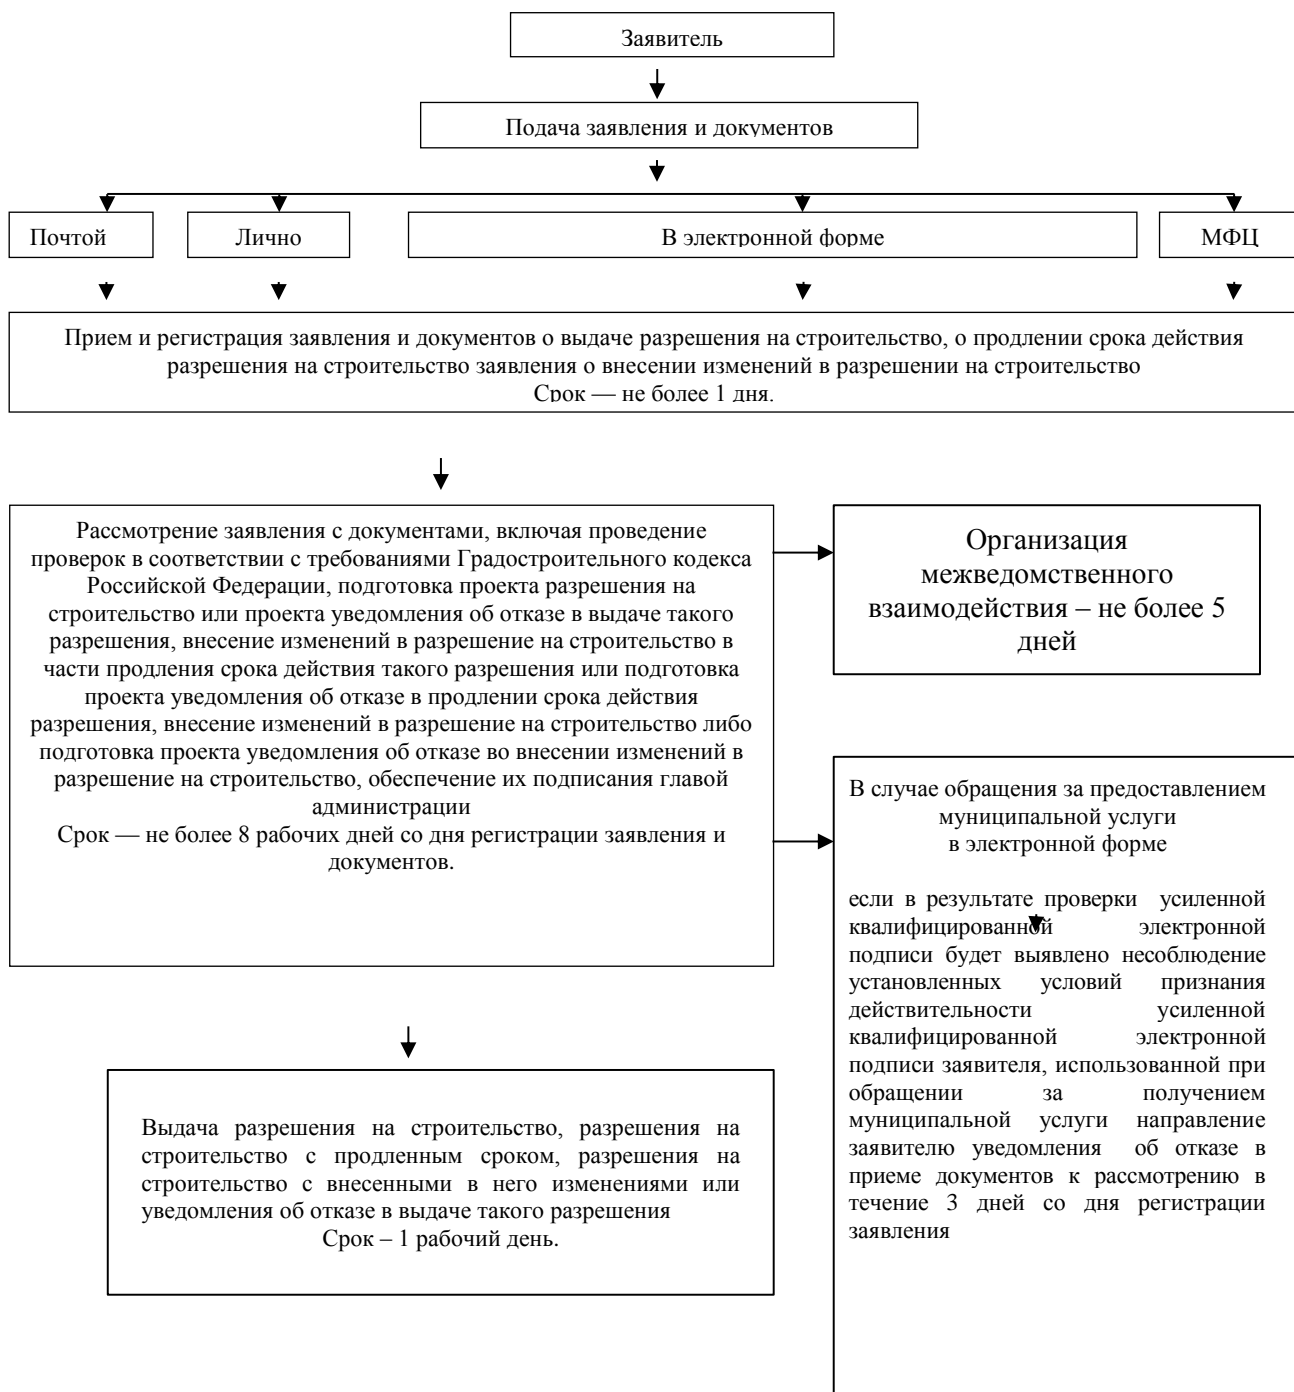 Заявитель
Подача заявления и документов
Почтой
Лично
В электронной форме
МФЦ
Прием и регистрация заявления и документов о выдаче разрешения на строительство, о продлении срока действия
разрешения на строительство заявления о внесении изменений в разрешении на строительство
Срок — не более 1 дня.
Рассмотрение заявления с документами, включая проведение
проверок в соответствии с требованиями Градостроительного кодекса
Российской Федерации, подготовка проекта разрешения на
строительство или проекта уведомления об отказе в выдаче такого
разрешения, внесение изменений в разрешение на строительство в
части продления срока действия такого разрешения или подготовка
проекта уведомления об отказе в продлении срока действия
разрешения, внесение изменений в разрешение на строительство либо
подготовка проекта уведомления об отказе во внесении изменений в
разрешение на строительство, обеспечение их подписания главой
администрации
Срок — не более 8 рабочих дней со дня регистрации заявления и
документов.
Организация
межведомственного
взаимодействия – не более 5
дней
В случае обращения за предоставлением
муниципальной услуги
в электронной форме
если в результате проверки усиленной
квалифицированной электронной
подписи будет выявлено несоблюдение
установленных условий признания
действительности усиленной
квалифицированной электронной
подписи заявителя, использованной при
обращении за получением
муниципальной услуги направление
заявителю уведомления об отказе в
приеме документов к рассмотрению в
течение 3 дней со дня регистрации
заявления
Выдача разрешения на строительство, разрешения на
строительство с продленным сроком, разрешения на
строительство с внесенными в него изменениями или
уведомления об отказе в выдаче такого разрешения
Срок – 1 рабочий день.